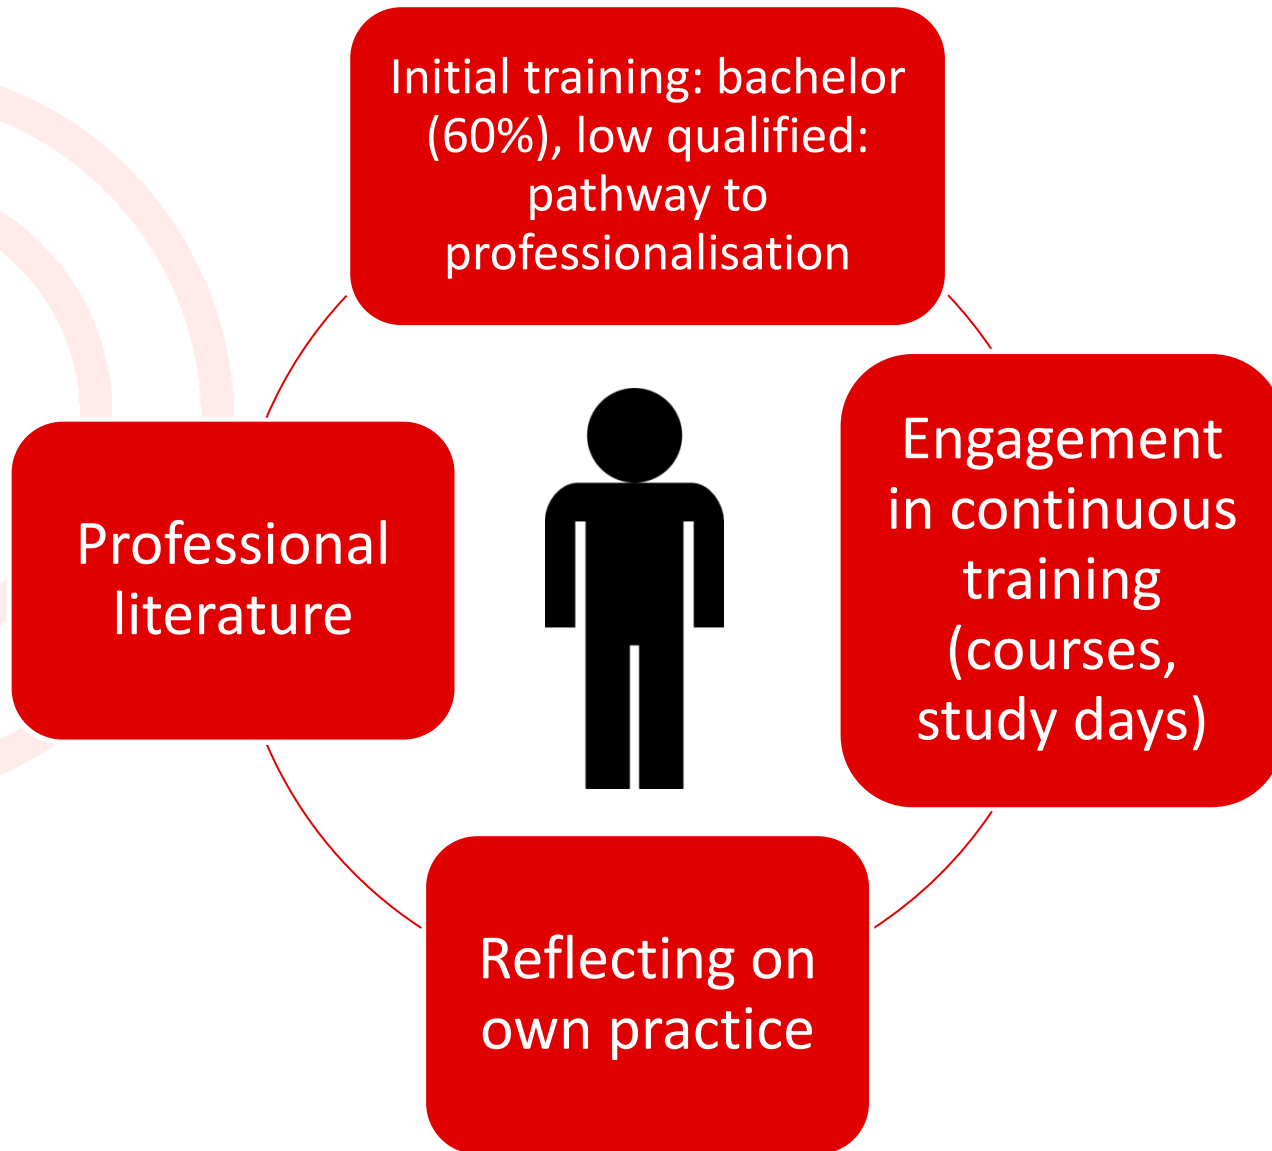 Initial training: bachelor
(60%), low qualified:
pathway to
professionalisation
Engagement
in continuous
training
(courses,
study days)
Reflecting on
own practice
Professional
literature